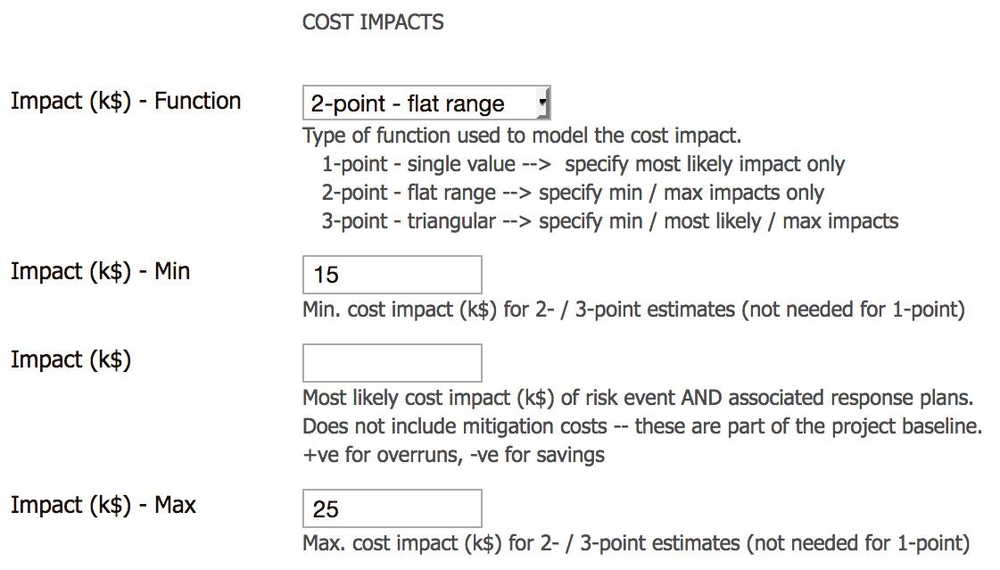 COST IMPACTS
Impact (k$) - Function
2-point - flat range
Type of function used to model the cost impact.
1-point - single value --> specify most likely impact only
2-point - flat range --> specify min / max impacts only
3-point - triangular --> specify min / most likely / max impacts
Impact (k$) - Min
15
Min. cost impact (k$) for 2- / 3-point estimates (not needed for 1-point)
Impact (k$)
Most likely cost impact (k$) of risk event AND associated response plans.
Does not include mitigation costs -- these are part of the project baseline.
+ve for overruns, -ve for savings
Impact (k$) - Max
25
Max. cost impact (k$) for 2- / 3-point estimates (not needed for 1-point)